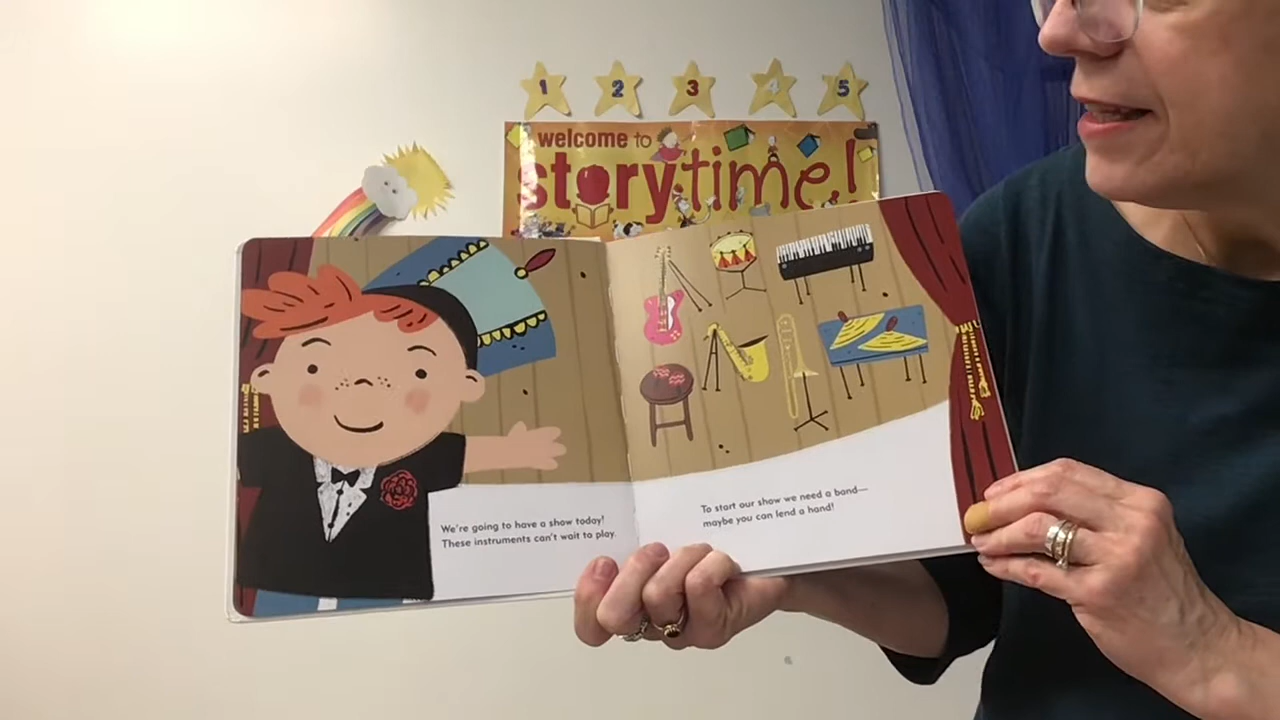 1 2 3 4 5
welcome to
storytime!
We're going to have a show today!
These instruments can't wait to play.
To start our show we need a band—
maybe you can lend a hand!